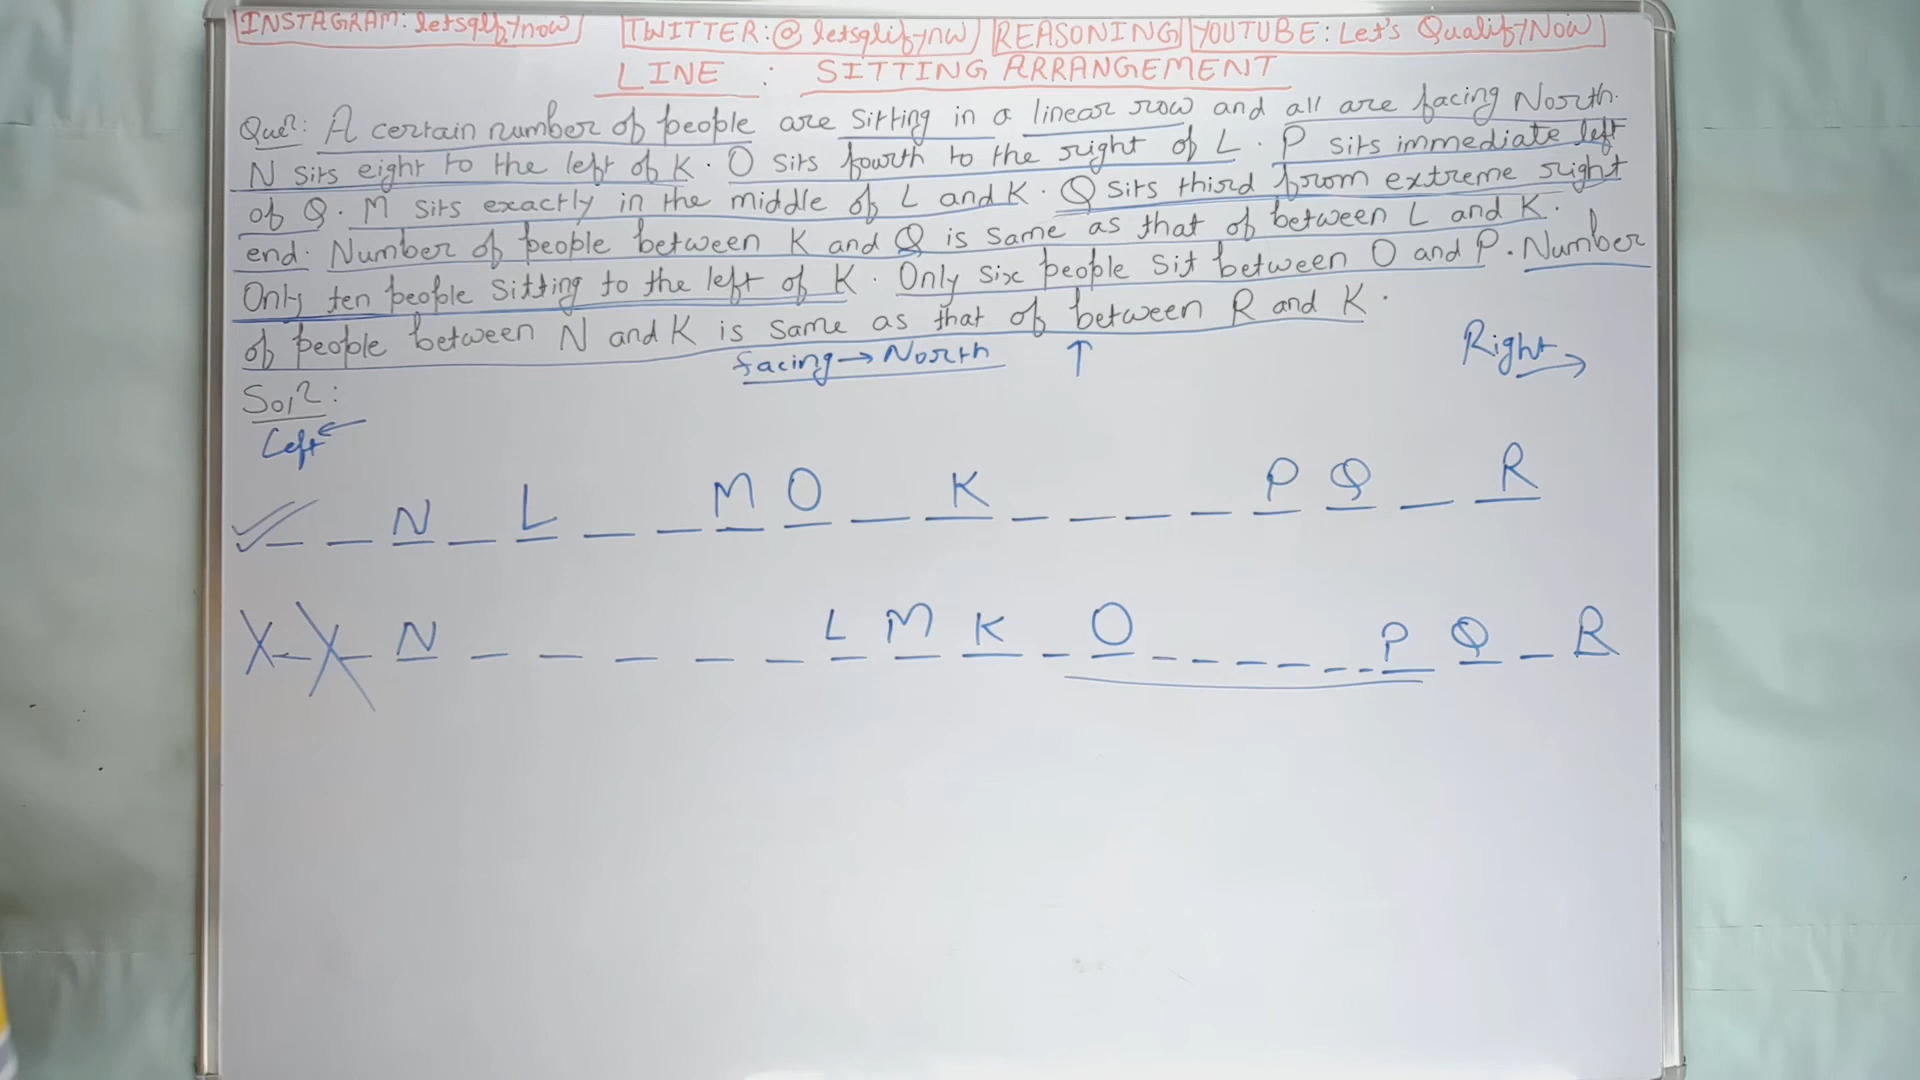 INSTAGRAM: letsqlfy7now TWITTER:@letsqlify7nw REASONING YOUTUBE: Let's Qualify7Now
LINE : SITTING ARRANGEMENT
Que?: A certain number of people are sitting in a linear row and all are facing North.
N sits eight to the left of K. O sits fourth to the right of L. P sits immediate left
of Q. M sits exactly in the middle of L and K. Q sits third from extreme right
end. Number of people between K and Q is same as that of between L and K.
Only ten people sitting to the left of K. Only six people sit between O and P. Number
of people between N and K is same as that of between R and K.
facing → North ↑ Right →
Sol?:
Left ←
_ _ N _ L _ _ M O _ K _ _ _ _ P Q _ R
X X N _ _ _ _ _ L M K _ O _ _ _ _ _ _ P Q _ R